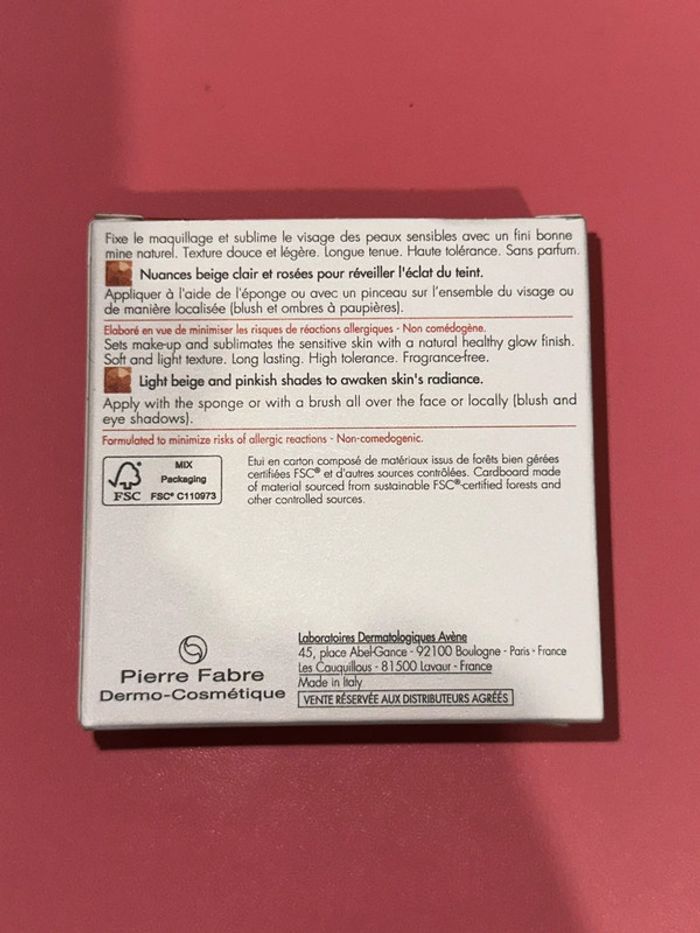 Fixe le maquillage et sublime le visage des peaux sensibles avec un fini bonne
mine naturel. Texture douce et légère. Longue tenue. Haute tolérance. Sans parfum.
Nuances beige clair et rosées pour réveiller l'éclat du teint.
Appliquer à l'aide de l'éponge ou avec un pinceau sur l'ensemble du visage ou
de manière localisée (blush et ombres à paupières).
Elaboré en vue de minimiser les risques de réactions allergiques - Non comédogène.
Sets make-up and sublimates the sensitive skin with a natural healthy glow finish.
Soft and light texture. Long lasting. High tolerance. Fragrance-free.
Light beige and pinkish shades to awaken skin's radiance.
Apply with the sponge or with a brush all over the face or locally (blush and
eye shadows).
Formulated to minimize risks of allergic reactions - Non-comedogenic.
FSC
MIX
Packaging
FSC® C110973
Etui en carton composé de matériaux issus de forêts bien gérées
certifiées FSC® et d'autres sources contrôlées. Cardboard made
of material sourced from sustainable FSC®-certified forests and
other controlled sources.
Pierre Fabre
Dermo-Cosmétique
Laboratoires Dermatologiques Avène
45, place Abel-Gance - 92100 Boulogne - Paris - France
Les Cauquillous - 81500 Lavaur - France
Made in Italy
VENTE RÉSERVÉE AUX DISTRIBUTEURS AGRÉÉS